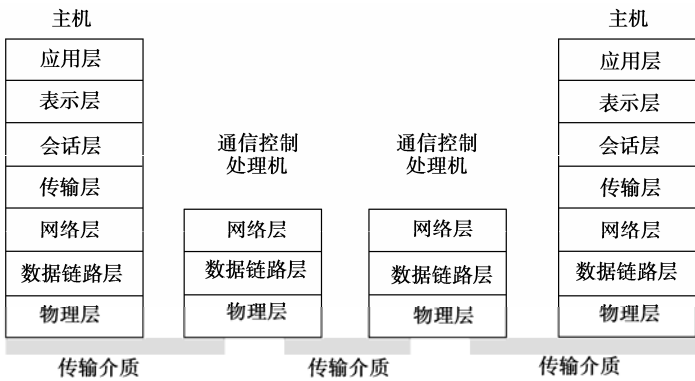 主机
应用层
表示层
会话层
传输层
网络层
数据链路层
物理层
通信控制
处理机
网络层
数据链路层
物理层
通信控制
处理机
网络层
数据链路层
物理层
主机
应用层
表示层
会话层
传输层
网络层
数据链路层
物理层
传输介质
传输介质
传输介质